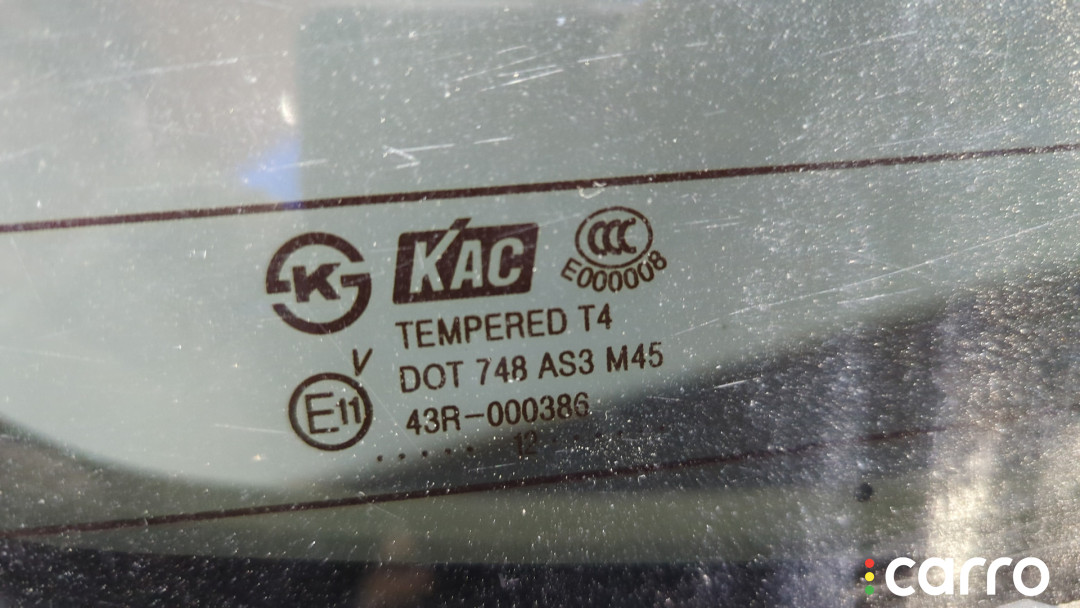 K
KAC
CCC
E000008
TEMPERED T4
V
DOT 748 AS3 M45
E11
43R-000386
. . . . . 12 . . . . . .
carro